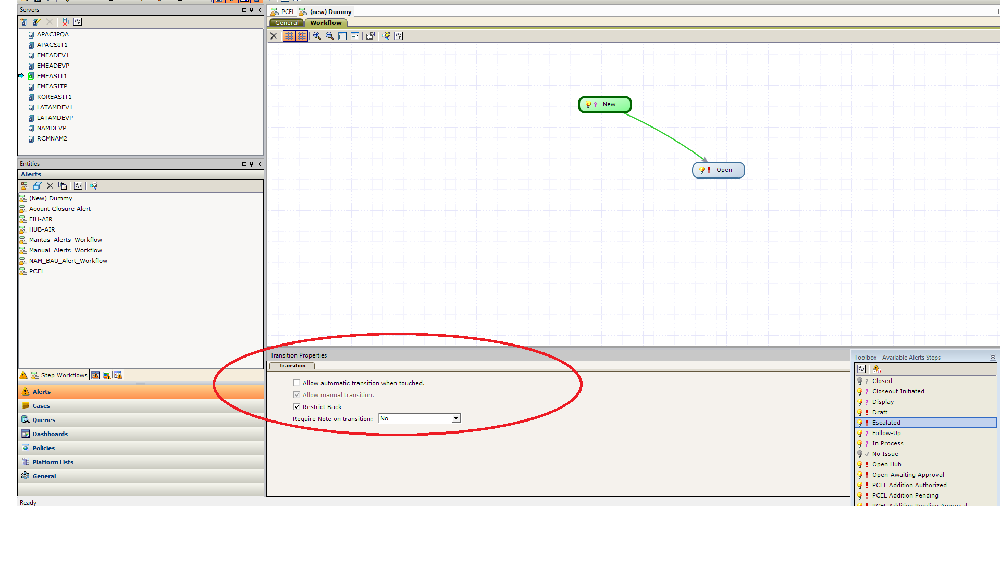 Servers
APACJPQA
APACSIT1
EMEADEV1
EMEADEVP
EMEASIT1
EMEASITP
KOREASIT1
LATAMDEV1
LATAMDEVP
NAMDEVP
RCMNAM2
Entities
Alerts
(New) Dummy
Acount Closure Alert
FIU-AIR
HUB-AIR
Mantas_Alerts_Workflow
Manual_Alerts_Workflow
NAM_BAU_Alert_Workflow
PCEL
Step Workflows
Alerts
Cases
Queries
Dashboards
Policies
Platform Lists
General
Ready
PCEL (new) Dummy
General Workflow
? New
! Open
Transition Properties
Transition
Allow automatic transition when touched.
Allow manual transition.
Restrict Back
Require Note on transition: No
Toolbox - Available Alerts Steps
? Closed
? Closeout Initiated
? Display
! Draft
! Escalated
? Follow-Up
? In Process
No Issue
! Open Hub
! Open-Awaiting Approval
! PCEL Addition Authorized
! PCEL Addition Pending
! PCEL Addition Pending Approval